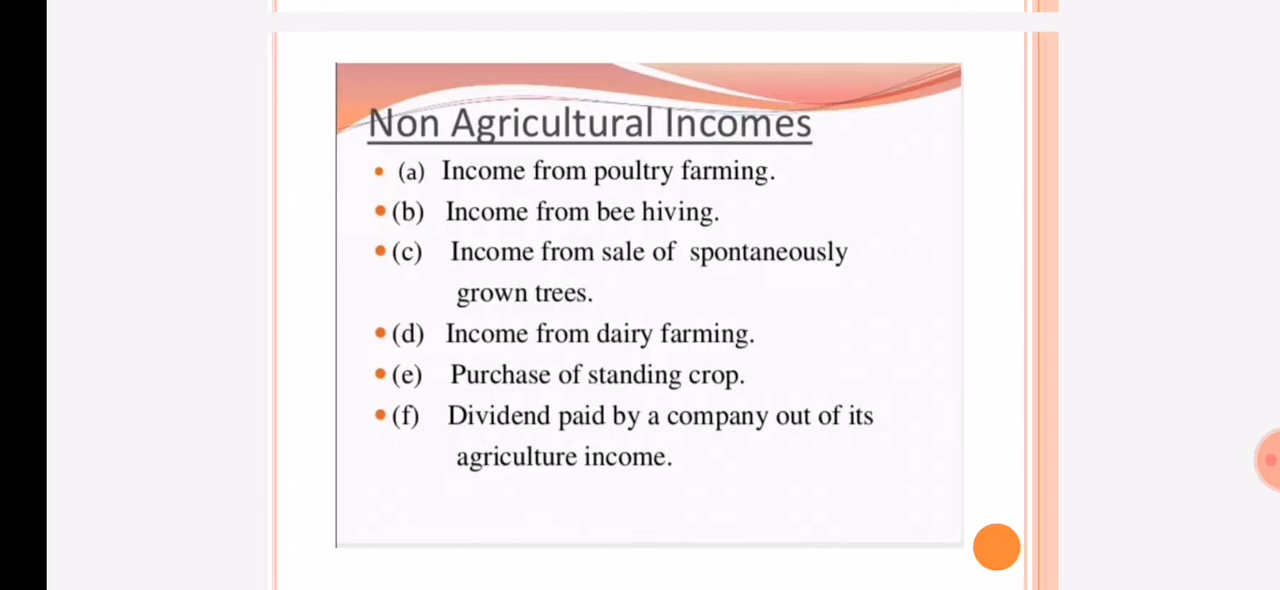 Non Agricultural Incomes
• (a) Income from poultry farming.
• (b) Income from bee hiving.
• (c) Income from sale of spontaneously
grown trees.
• (d) Income from dairy farming.
• (e) Purchase of standing crop.
• (f) Dividend paid by a company out of its
agriculture income.